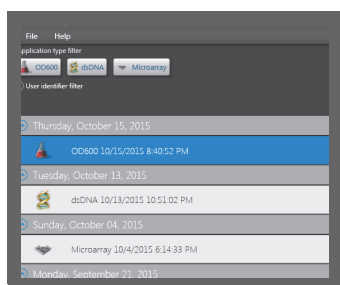 File Help
Application type filter
OD600 dsDNA Microarray
User identifier filter
Thursday, October 15, 2015
OD600 10/15/2015 8:40:52 PM
Tuesday, October 13, 2015
dsDNA 10/13/2015 10:51:02 PM
Sunday, October 04, 2015
Microarray 10/4/2015 6:14:33 PM
Monday, September 21, 2015